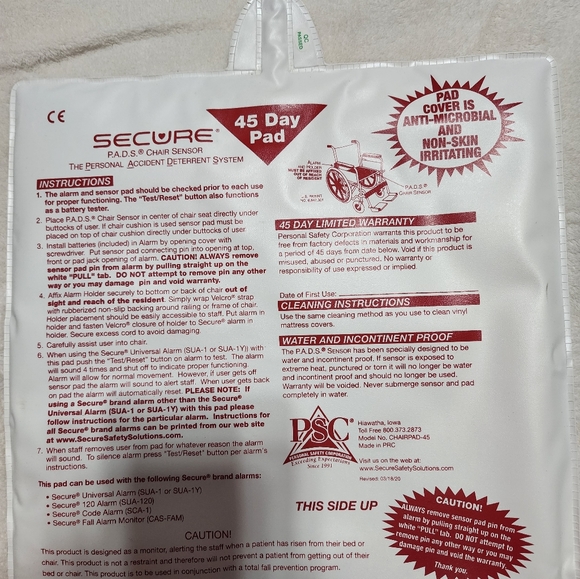 QC
PASSED
CE
SECURE®
P.A.D.S.® CHAIR SENSOR
THE PERSONAL ACCIDENT DETERRENT SYSTEM
45 Day
Pad
PAD
COVER IS
ANTI-MICROBIAL
AND
NON-SKIN
IRRITATING
ALARM
AND HOLDER
MUST BE AFFIXED
OUT OF REACH
OF RESIDENT
P.A.D.S.®
CHAIR SENSOR
U.S. PATENT
INSTRUCTIONS
1. The alarm and sensor pad should be checked prior to each use
for proper functioning. The "Test/Reset" button also functions
as a battery tester.
2. Place P.A.D.S.® Chair Sensor in center of chair seat directly under
buttocks of user. If chair cushion is used sensor pad must be
placed on top of chair cushion directly under buttocks of user
3. Install batteries (included) in Alarm by opening cover with
screwdriver. Put sensor pad connecting pin into opening at top,
front or pad jack opening of alarm. CAUTION! ALWAYS remove
sensor pad pin from alarm by pulling straight up on the
white "PULL" tab. DO NOT attempt to remove pin any other
way or you may damage pin and void warranty.
4. Affix Alarm Holder securely to bottom or back of chair out of
sight and reach of the resident. Simply wrap Velcro® strap
with rubberized non-slip backing around railing or frame of chair.
Holder placement should be easily accessible to staff. Put alarm in
holder and fasten Velcro® closure of holder to Secure® alarm in
holder. Secure excess cord to avoid damaging.
5. Carefully assist user into chair.
6. When using the Secure® Universal Alarm (SUA-1 or SUA-1Y)) with
this pad push the "Test/Reset" button on alarm to test. The alarm
will sound 4 times and shut off to indicate proper functioning.
Alarm will allow for normal movement. However, if user gets off
sensor pad the alarm will sound to alert staff. When user gets back
on pad the alarm will automatically reset. PLEASE NOTE: If
using a Secure® brand alarm other than the Secure®
Universal Alarm (SUA-1 or SUA-1Y) with this pad please
follow instructions for the particular alarm. Instructions for
all Secure® Brand alarms can be printed from our web site
at www.SecureSafetySolutions.com.
7. When staff removes user from pad for whatever reason the alarm
will sound. To silence alarm press "Test/Reset" button per alarm's
instructions.
This pad can be used with the following Secure® brand alarms:
• Secure® Universal Alarm (SUA-1 or SUA-1Y)
• Secure® 120 Alarm (SUA-120)
• Secure® Code Alarm (SCA-1)
• Secure® Fall Alarm Monitor (CAS-FAM)
CAUTION!
This product is designed as a monitor, alerting the staff when a patient has risen from their bed or
chair. This product is not a restraint and therefore will not prevent a patient from getting out of their
bed or chair. This product is to be used in conjunction with a total fall prevention program.
45 DAY LIMITED WARRANTY
Personal Safety Corporation warrants this product to be
free from factory defects in materials and workmanship for
a period of 45 days from date below. Void if this product is
misused, abused or punctured. No warranty or
responsibility of use expressed or implied.
Date of First Use:
CLEANING INSTRUCTIONS
Use the same cleaning method as you use to clean vinyl
mattress covers.
WATER AND INCONTINENT PROOF
The P.A.D.S.® SENSOR has been specially designed to be
water and incontinent proof. If sensor is exposed to
extreme heat, punctured or torn it will no longer be water
and incontinent proof and should no longer be used.
Warranty will be voided. Never submerge sensor and pad
completely in water.
PSC®
PERSONAL SAFETY CORPORATION
Exceeding Expectations
Since 1991
Hiawatha, Iowa
Toll Free 800.373.2873
Model No. CHAIRPAD-45
Made in PRC
Visit us on the web at:
www.SecureSafetySolutions.com
Revised: 03/18/20
THIS SIDE UP
CAUTION!
ALWAYS remove sensor pad pin from
alarm by pulling straight up on the
white "PULL" tab. DO NOT attempt to
remove pin any other way or you may
damage pin and void the warranty.
Thank you.